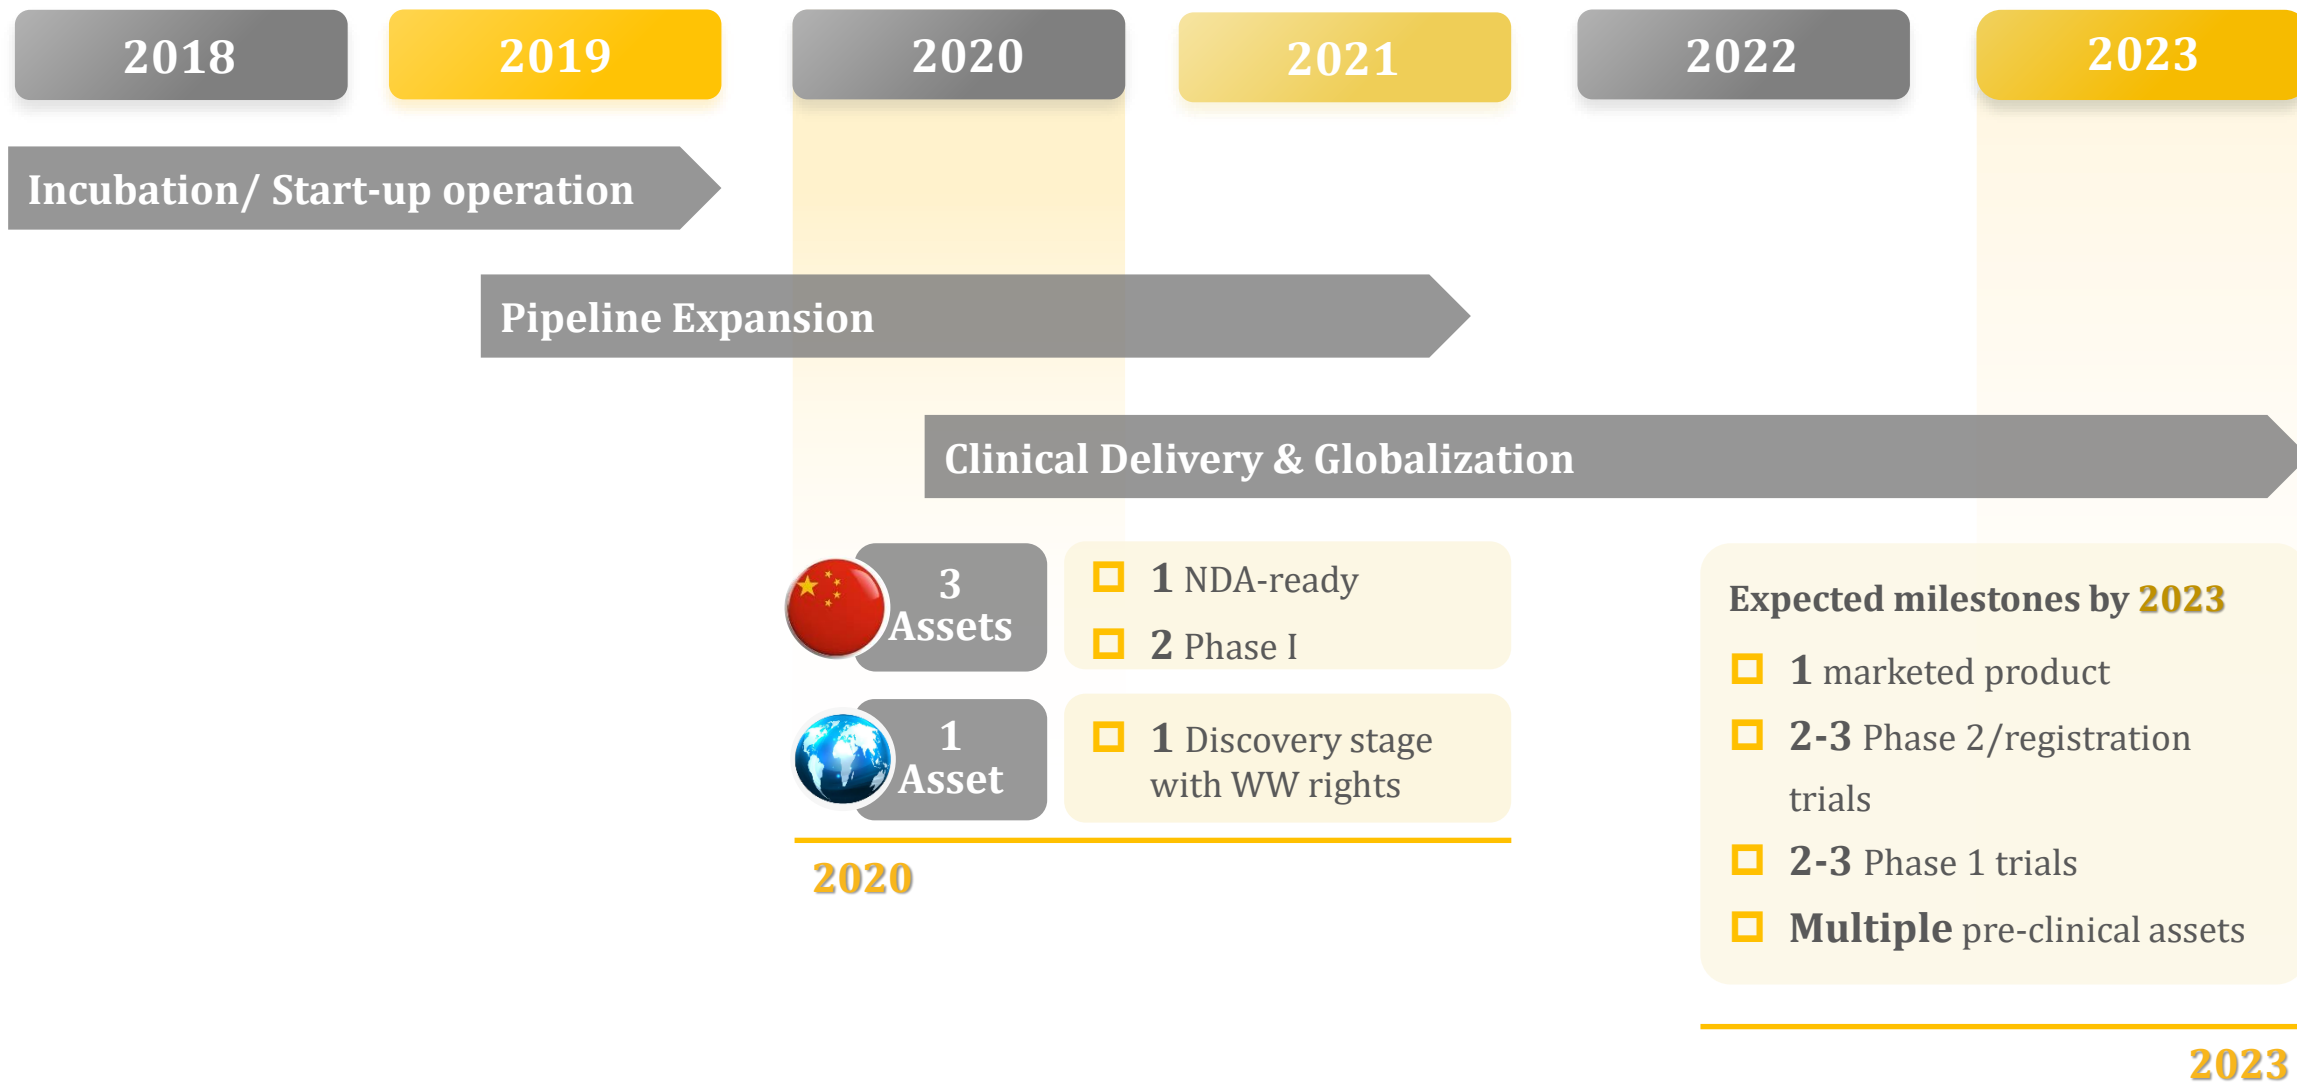 2018
2019
2020
2021
2022
2023
Incubation/ Start-up operation
Pipeline Expansion
Clinical Delivery & Globalization
3
Assets
1 NDA-ready
2 Phase I
1
Asset
1 Discovery stage
with WW rights
2020
Expected milestones by 2023
1 marketed product
2-3 Phase 2/registration
trials
2-3 Phase 1 trials
Multiple pre-clinical assets
2023